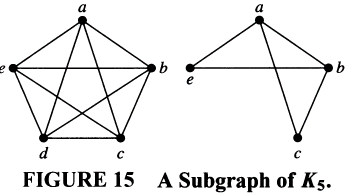 a a
e b e b
d c c
FIGURE 15 A Subgraph of K₅.